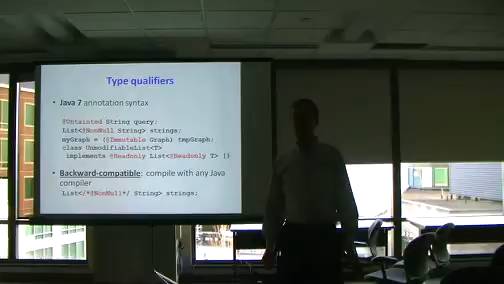 Type qualifiers
• Java 7 annotation syntax
@Untainted String query;
List<@NonNull String> strings;
myGraph = (@Immutable Graph) tmpGraph;
class UnmodifiableList<T>
implements @Readonly List<@Readonly T> {}
• Backward-compatible: compile with any Java
compiler
List</*@NonNull*/ String> strings;